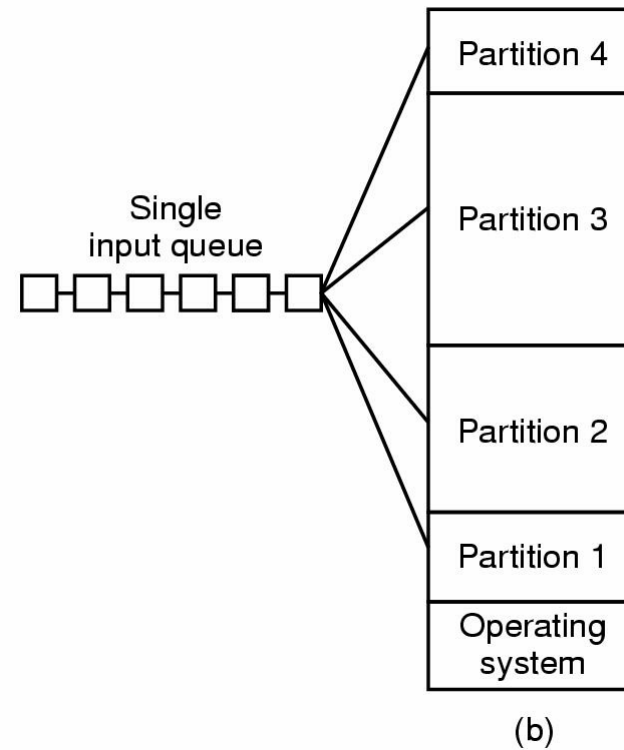 Partition 4
Single
input queue
Partition 3
Partition 2
Partition 1
Operating
system
(b)